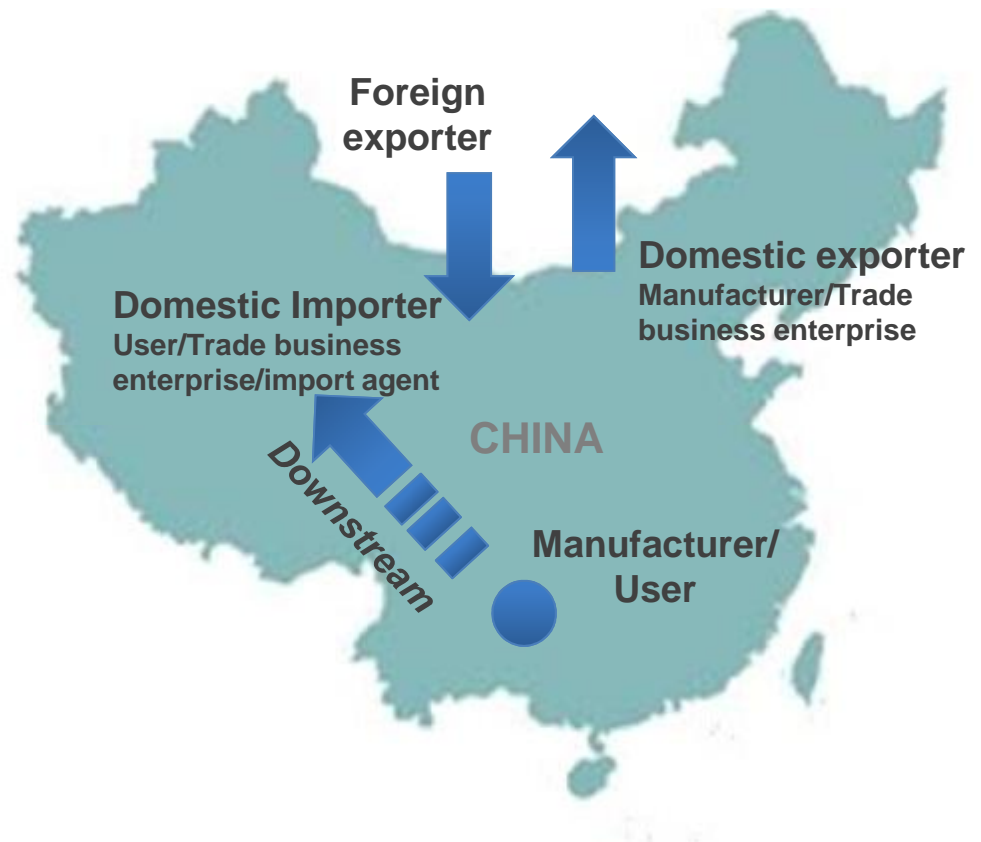 Foreign
exporter
Domestic exporter
Manufacturer/Trade
business enterprise
Domestic Importer
User/Trade business
enterprise/import agent
CHINA
Downstream
Manufacturer/
User